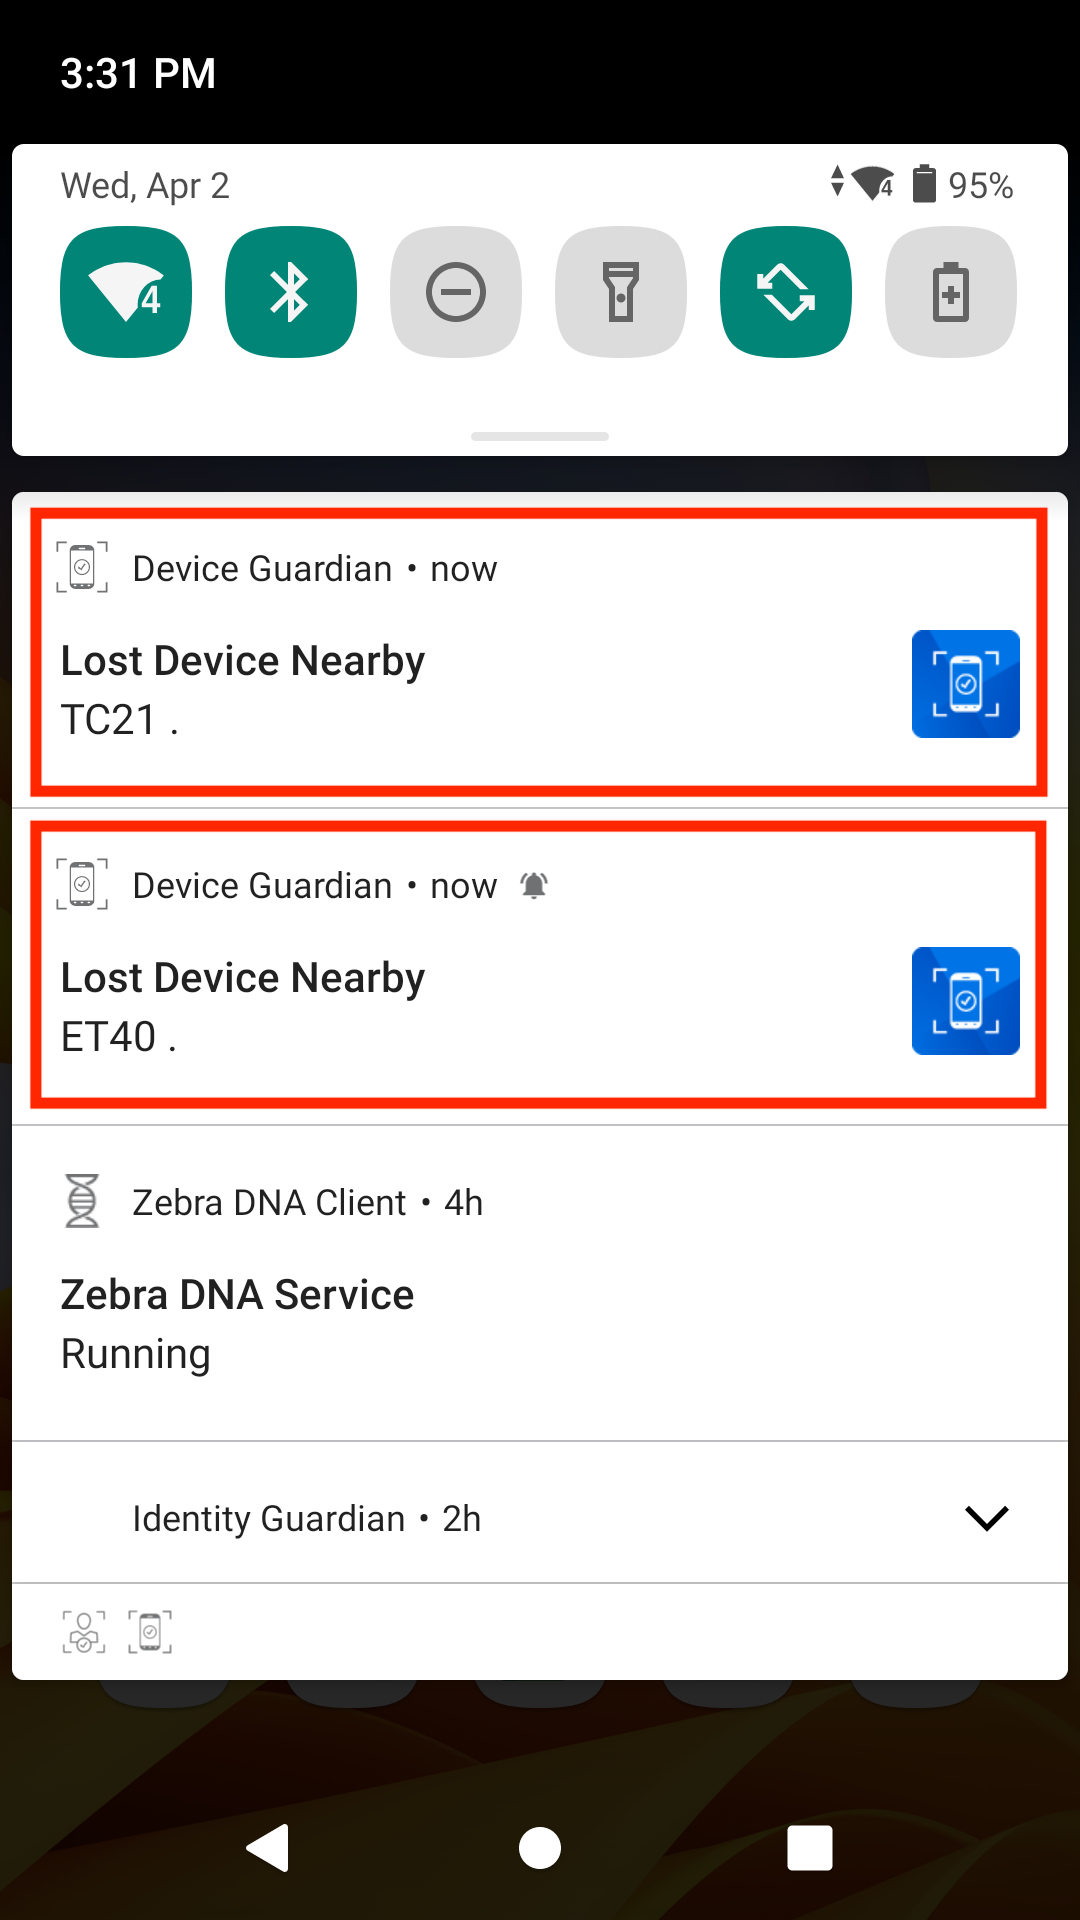 3:31 PM
Wed, Apr 2
4 95%
4
Device Guardian • now
Lost Device Nearby
TC21 .
Device Guardian • now
Lost Device Nearby
ET40 .
Zebra DNA Client • 4h
Zebra DNA Service
Running
Identity Guardian • 2h